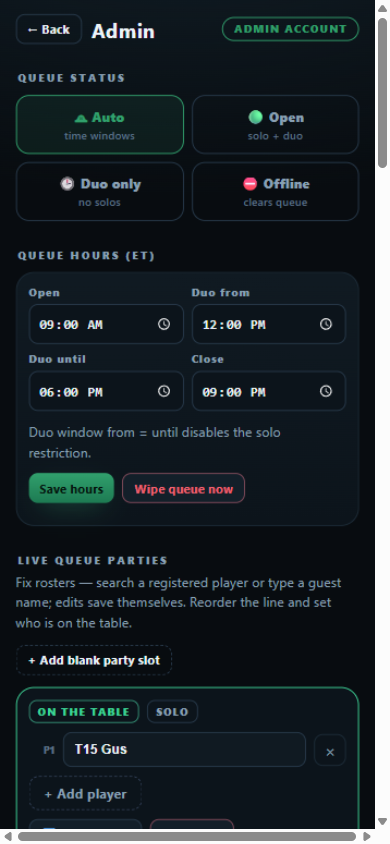 ← Back
Admin
ADMIN ACCOUNT
QUEUE STATUS
Auto
time windows
Open
solo + duo
Duo only
no solos
Offline
clears queue
QUEUE HOURS (ET)
Open
Duo from
09:00 AM
12:00 PM
Duo until
Close
06:00 PM
09:00 PM
Duo window from = until disables the solo
restriction.
Save hours
Wipe queue now
LIVE QUEUE PARTIES
Fix rosters — search a registered player or type a guest
name; edits save themselves. Reorder the line and set
who is on the table.
+ Add blank party slot
ON THE TABLE
SOLO
P1
T15 Gus
×
+ Add player